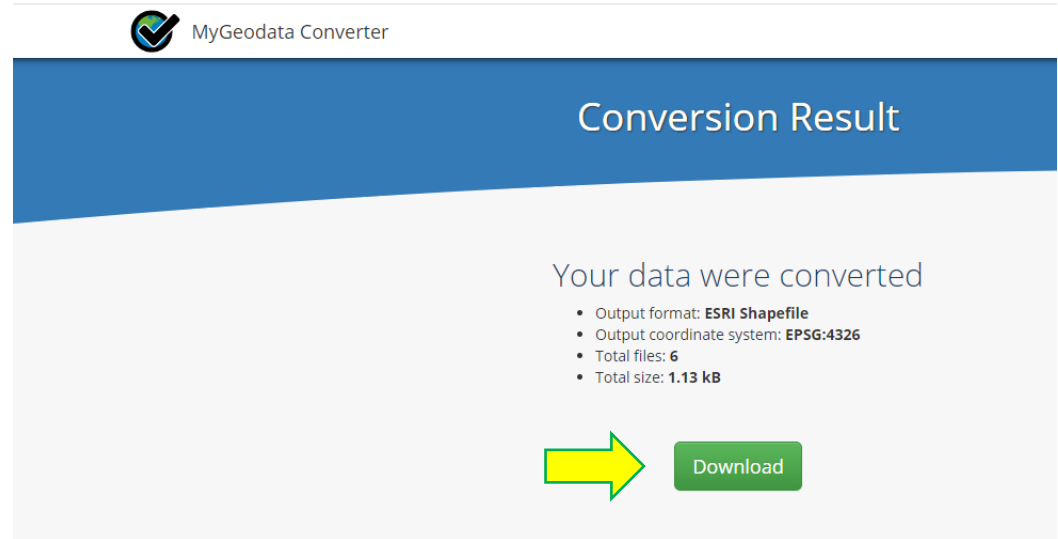 MyGeodata Converter
Conversion Result
Your data were converted
• Output format: ESRI Shapefile
• Output coordinate system: EPSG:4326
• Total files: 6
• Total size: 1.13 kB
Download